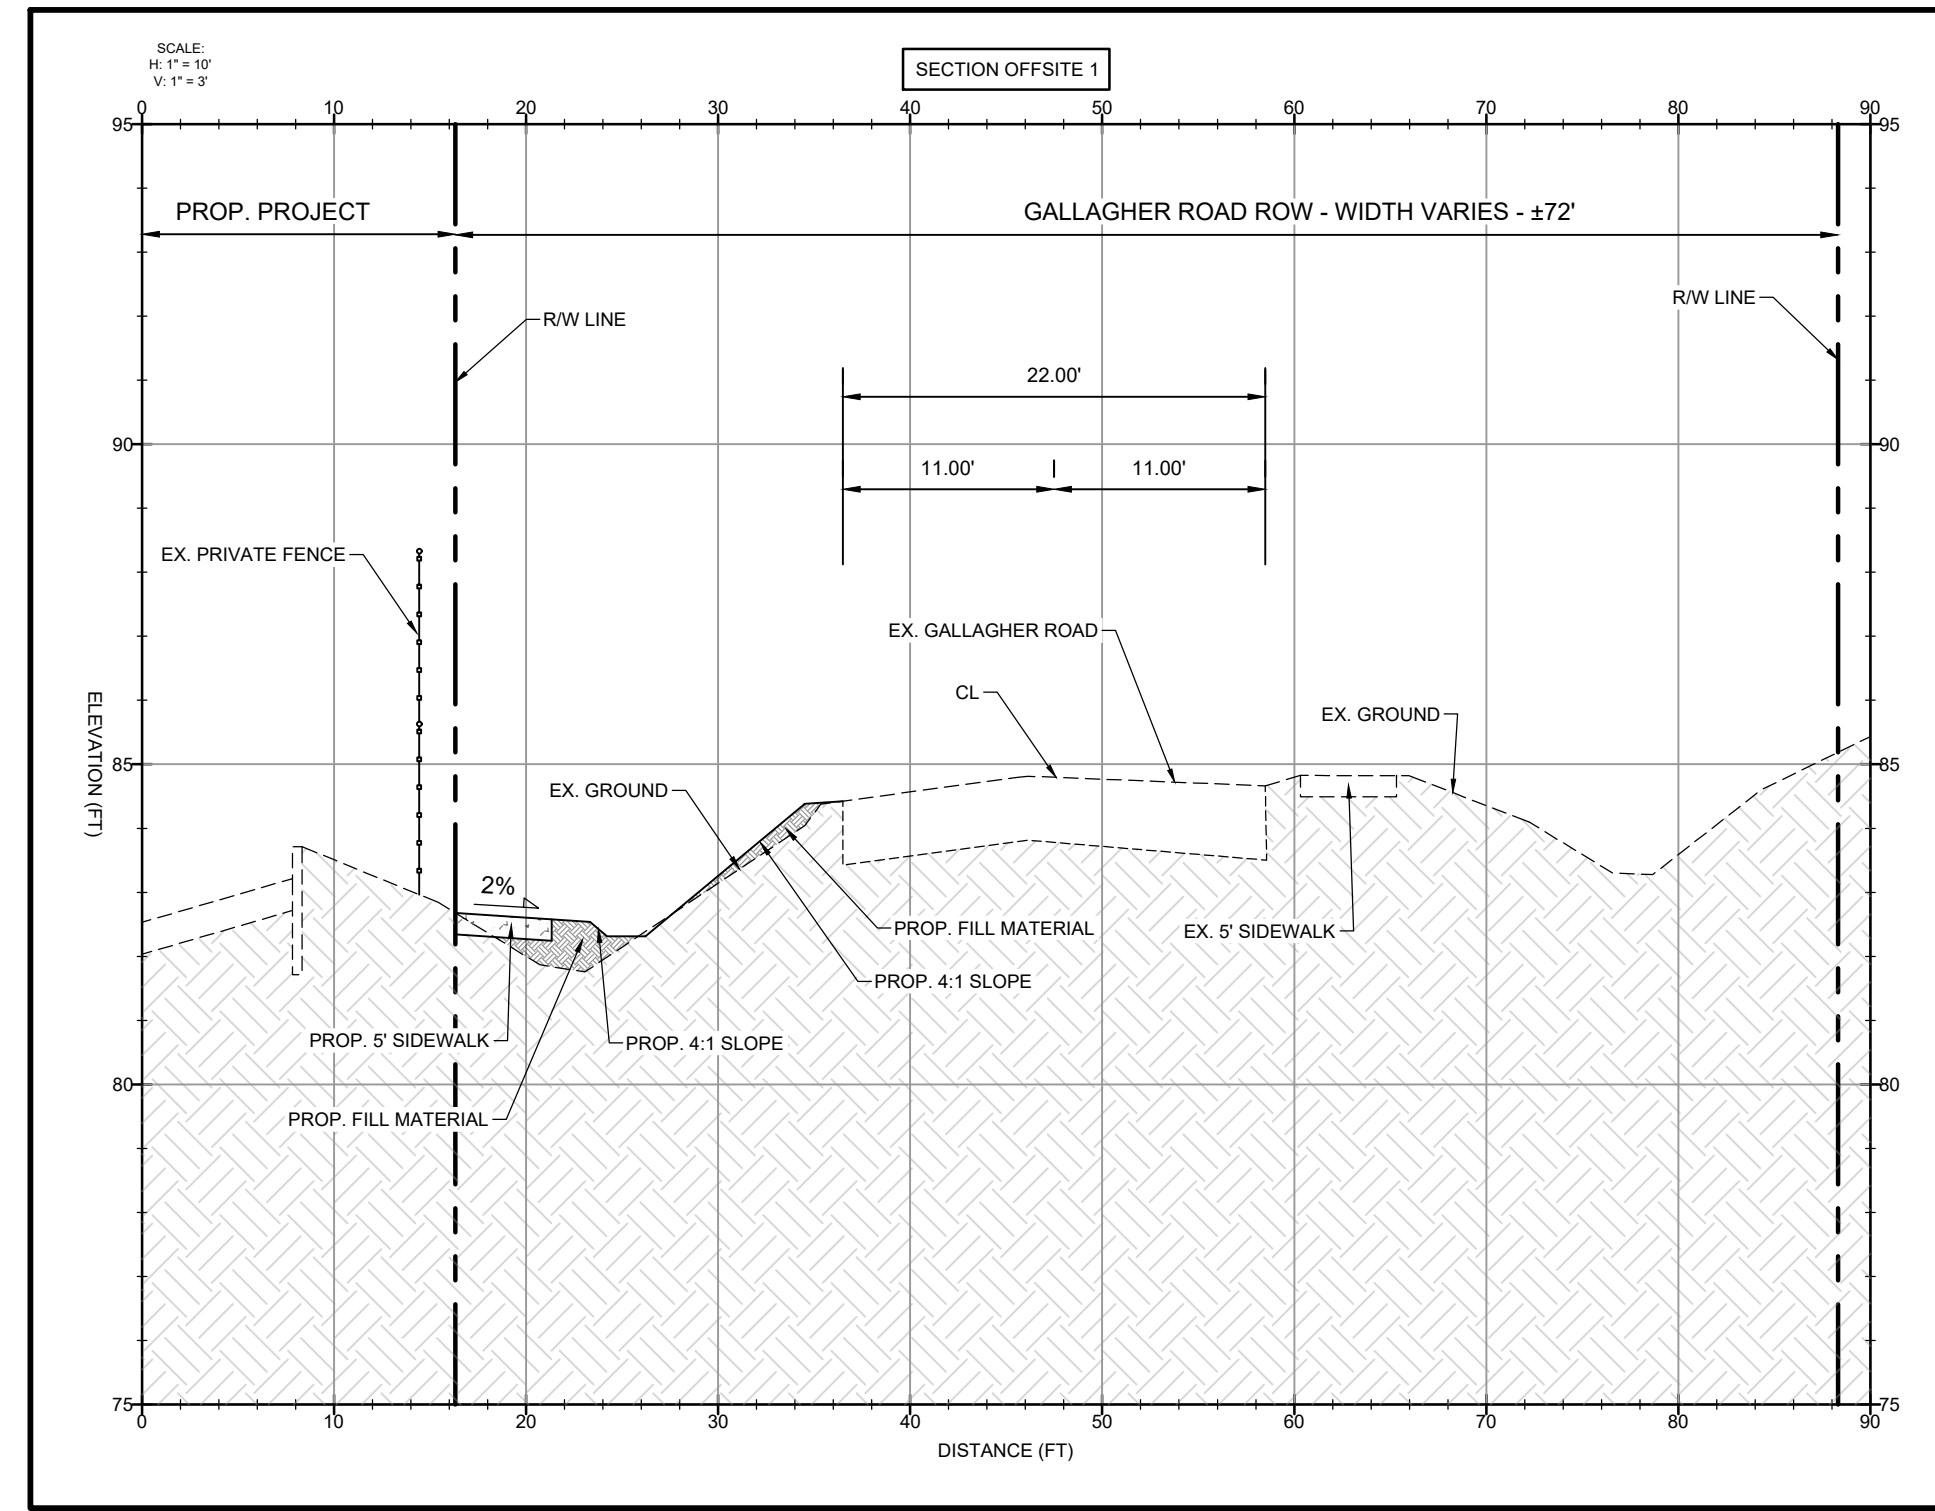 SCALE:
H: 1" = 10'
V: 1" = 3'
SECTION OFFSITE 1
0 10 20 30 40 50 60 70 80 90
95 95
PROP. PROJECT
GALLAGHER ROAD ROW - WIDTH VARIES - ±72'
R/W LINE
R/W LINE
22.00'
90 90
11.00' 11.00'
EX. PRIVATE FENCE
EX. GALLAGHER ROAD
CL
EX. GROUND
ELEVATION (FT)
85 85
EX. GROUND
2%
PROP. FILL MATERIAL
EX. 5' SIDEWALK
PROP. 4:1 SLOPE
PROP. 5' SIDEWALK
PROP. 4:1 SLOPE
80 80
PROP. FILL MATERIAL
75 75
0 10 20 30 40 50 60 70 80 90
DISTANCE (FT)